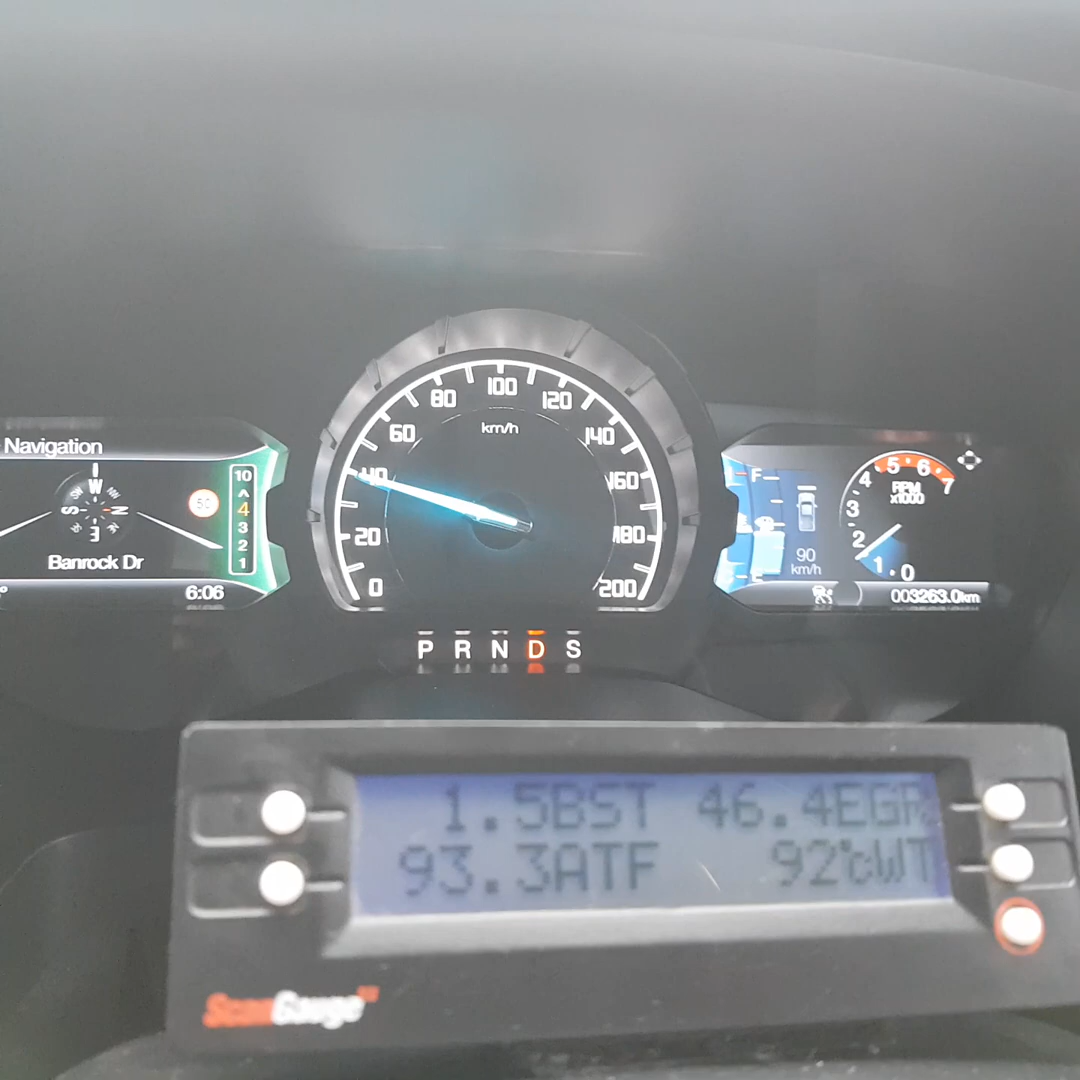 Navigation
W
S
N
E
Banrock Dr
6:06
50
10
4
3
2
1
0
20
40
60
80
100
120
140
160
180
200
km/h
P R N D S
F
E
90
km/h
0
1
2
3
4
5
6
7
RPM
x1000
003263.0km
1.5BST 46.4EGR
93.3ATF 92°CWT
ScanGauge